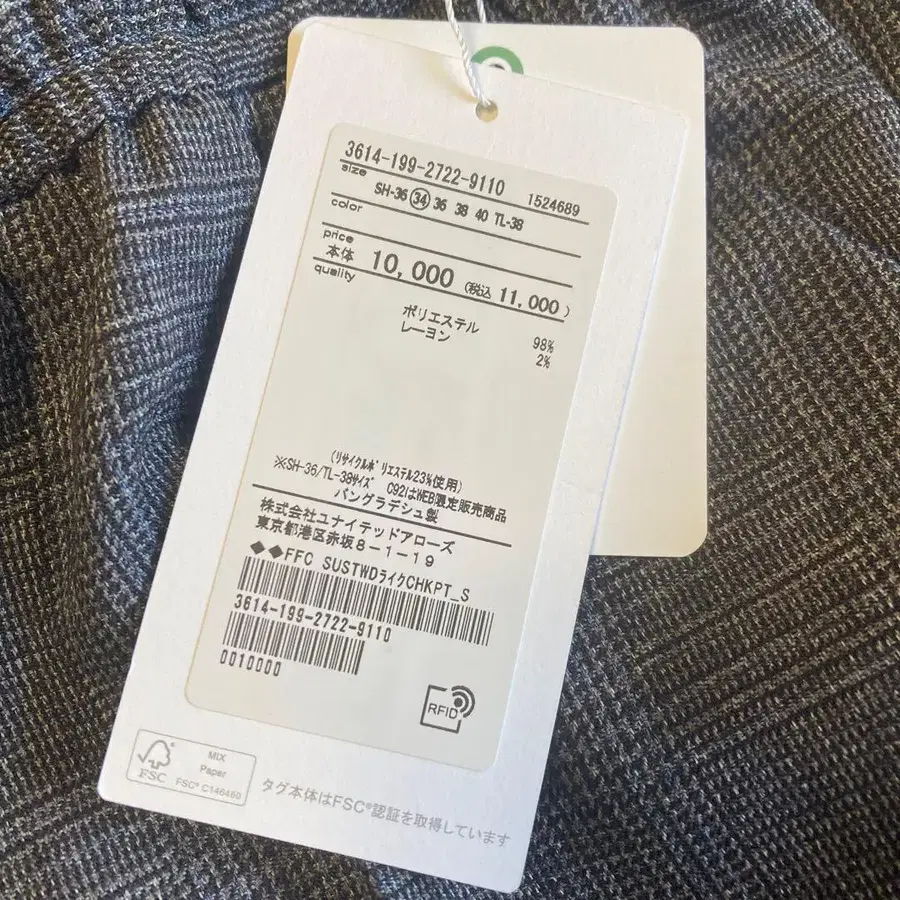 3614-199-2722-9110
size 1524689
SH-36 34 36 38 40 TL-38
color
price
本体 10,000 (税込 11,000)
quality
ポリエステル 98%
レーヨン 2%
(リサイクルポリエステル23%使用)
※SH-36/TL-38サイズ C92はWEB限定販売商品
バングラデシュ製
株式会社ユナイテッドアローズ
東京都港区赤坂8-1-19
◆◆FFC SUSTWDライクCHKPT_S
3614-199-2722-9110
0010000
RFID
FSC
MIX
Paper
FSC® C146460
タグ本体はFSC®認証を取得しています